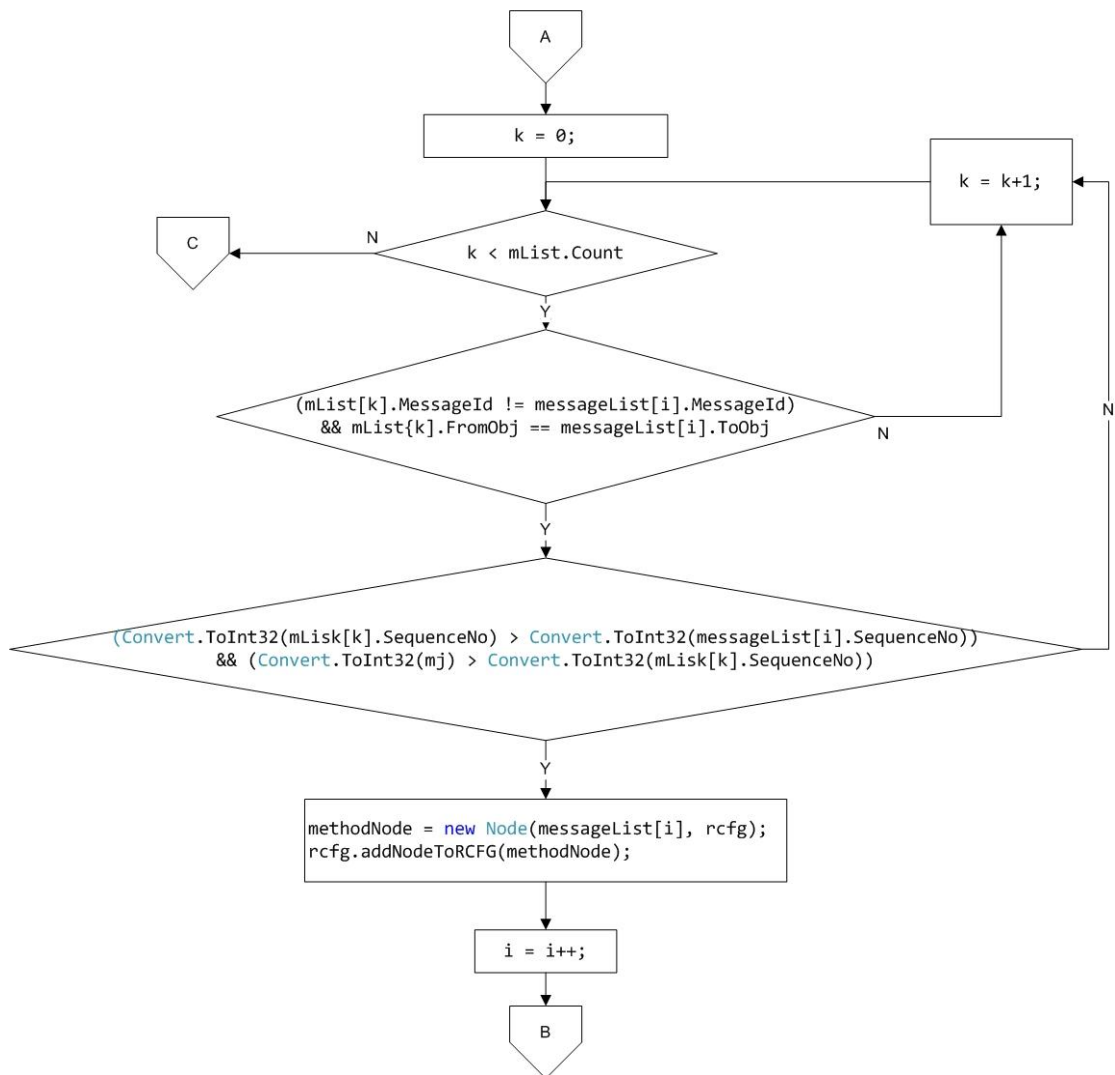 A
k = 0;
k = k+1;
C
N
k < mList.Count
Y
(mList[k].MessageId != messageList[i].MessageId)
&& mList{k}.FromObj == messageList[i].ToObj
N
N
Y
(Convert.ToInt32(mLisk[k].SequenceNo) > Convert.ToInt32(messageList[i].SequenceNo))
&& (Convert.ToInt32(mj) > Convert.ToInt32(mLisk[k].SequenceNo))
Y
methodNode = new Node(messageList[i], rcfg);
rcfg.addNodeToRCFG(methodNode);
i = i++;
B